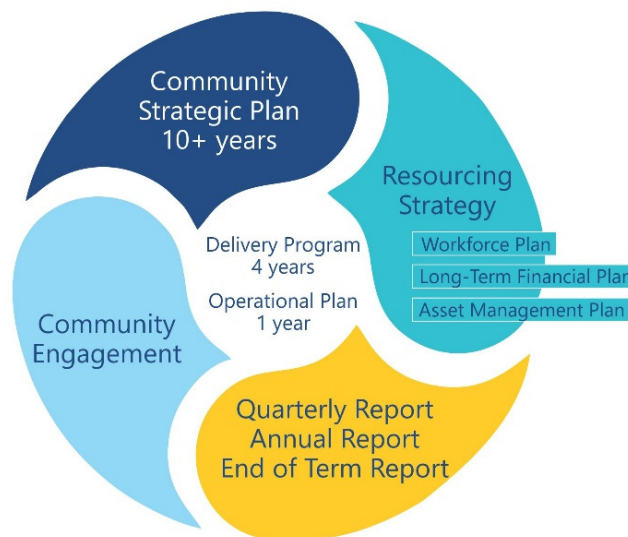 Community
Strategic Plan
10+ years
Resourcing
Strategy
Workforce Plan
Long-Term Financial Plan
Asset Management Plan
Delivery Program
4 years
Operational Plan
1 year
Community
Engagement
Quarterly Report
Annual Report
End of Term Report